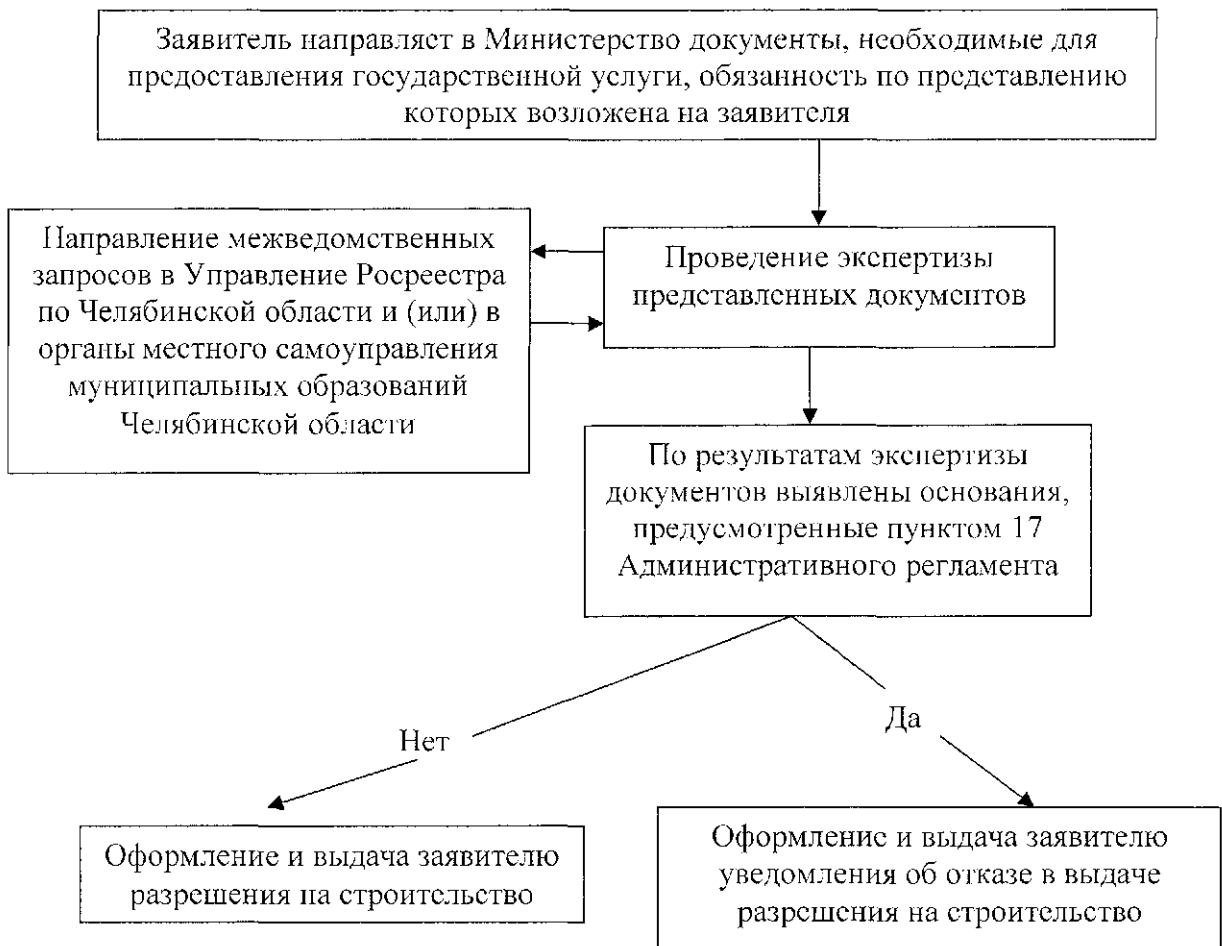 Заявитель направляет в Министерство документы, необходимые для
предоставления государственной услуги, обязанность по представлению
которых возложена на заявителя
Направление межведомственных
запросов в Управление Росреестра
по Челябинской области и (или) в
органы местного самоуправления
муниципальных образований
Челябинской области
Проведение экспертизы
представленных документов
По результатам экспертизы
документов выявлены основания,
предусмотренные пунктом 17
Административного регламента
Нет
Да
Оформление и выдача заявителю
разрешения на строительство
Оформление и выдача заявителю
уведомления об отказе в выдаче
разрешения на строительство